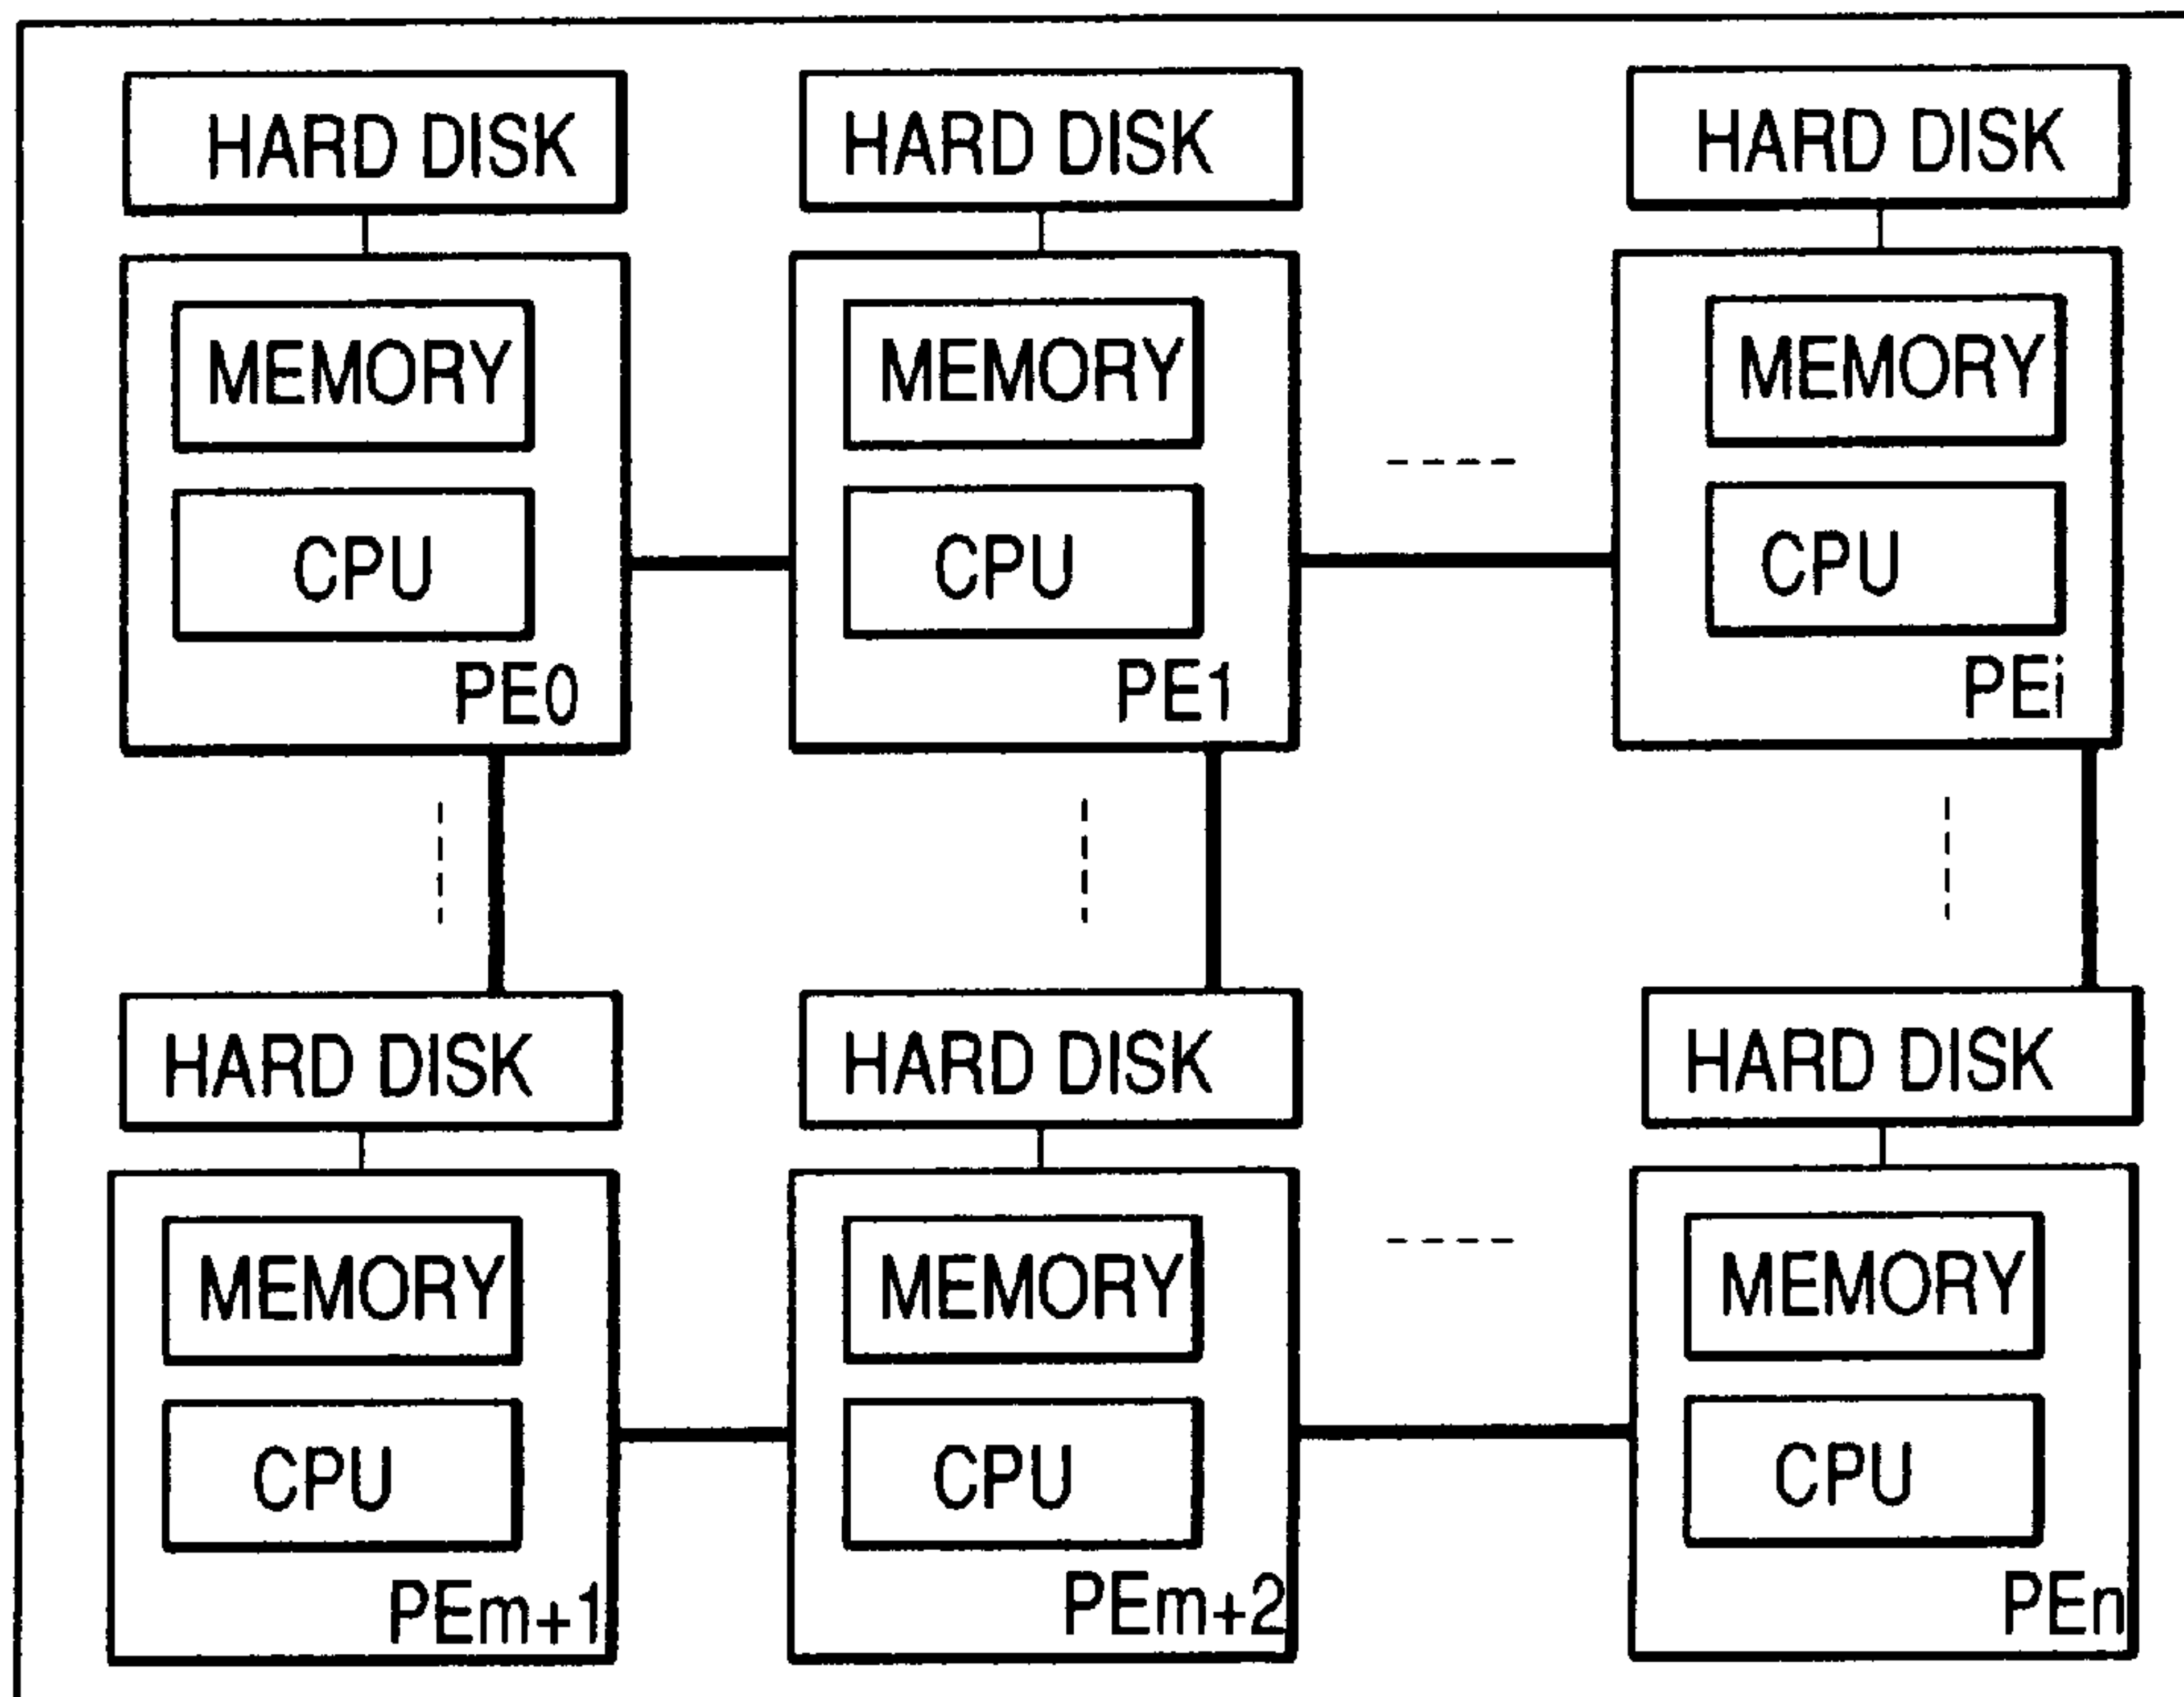 HARD DISK HARD DISK HARD DISK
MEMORY MEMORY MEMORY
CPU CPU CPU
PE0 PE1 PEi
HARD DISK HARD DISK HARD DISK
MEMORY MEMORY MEMORY
CPU CPU CPU
PEm+1 PEm+2 PEn